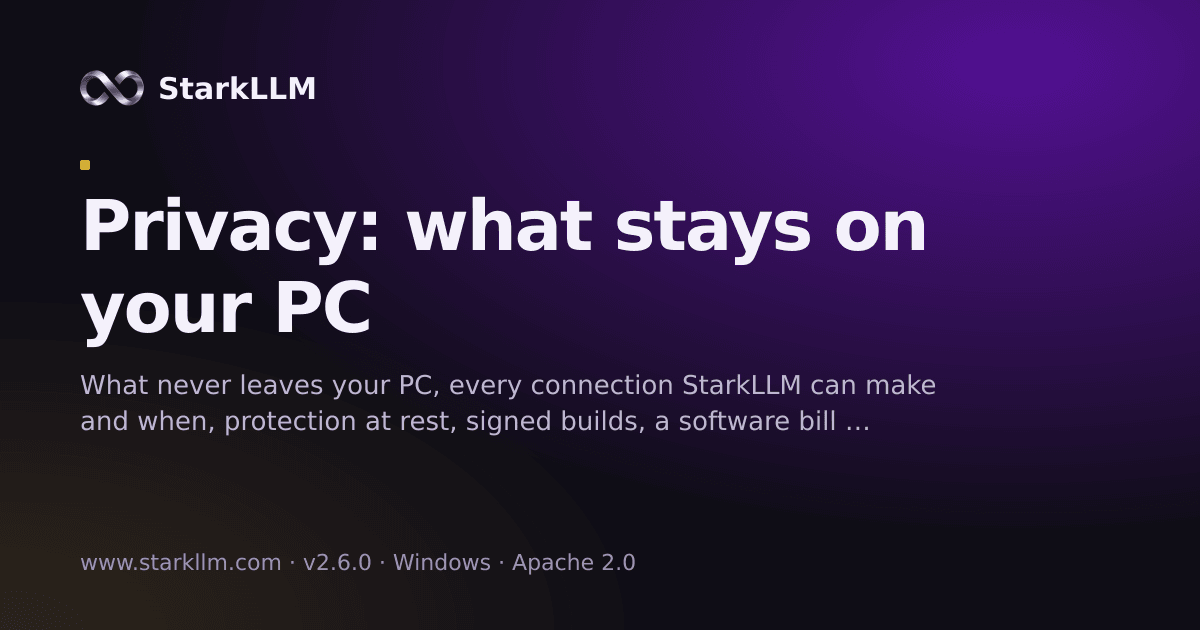 StarkLLM
Privacy: what stays on
your PC
What never leaves your PC, every connection StarkLLM can make
and when, protection at rest, signed builds, a software bill …
www.starkllm.com · v2.6.0 · Windows · Apache 2.0